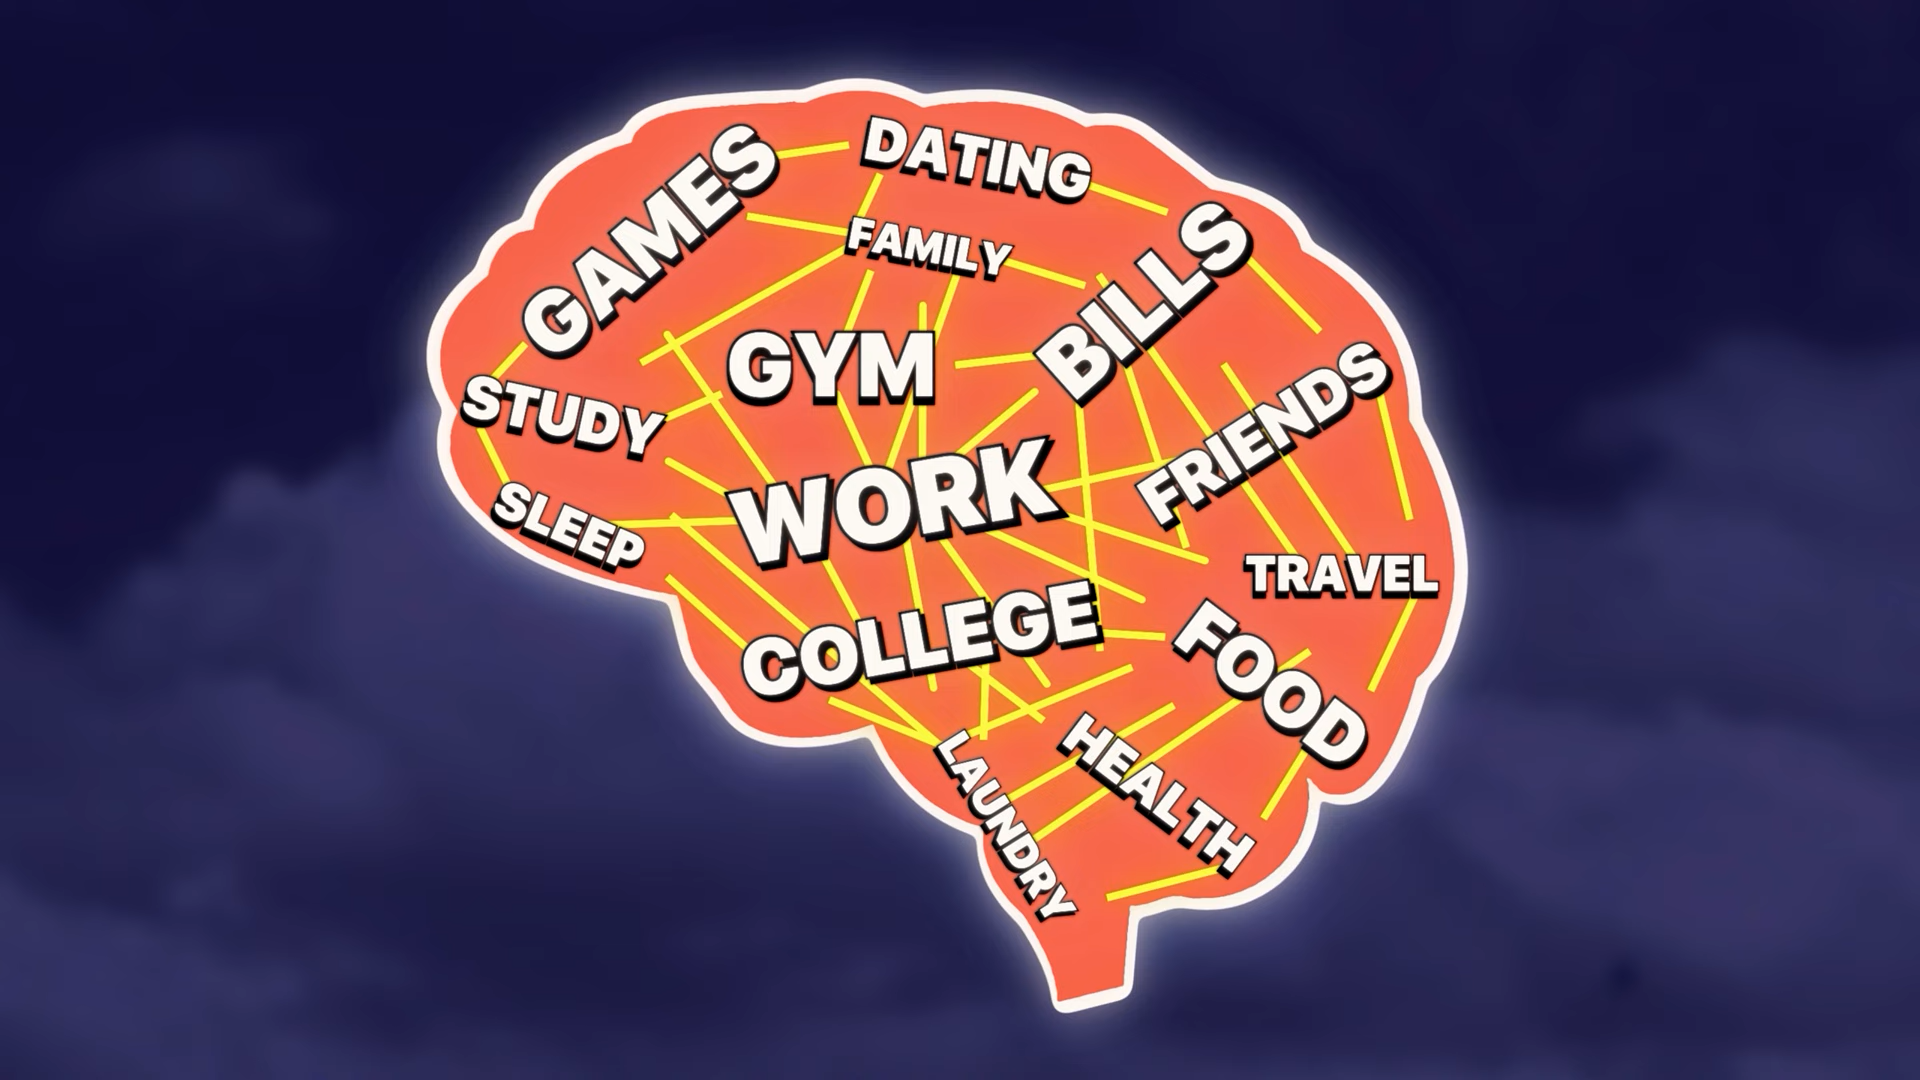 DATING
GAMES
FAMILY
BILLS
GYM
STUDY
FRIENDS
WORK
SLEEP
TRAVEL
COLLEGE
FOOD
HEALTH
LAUNDRY